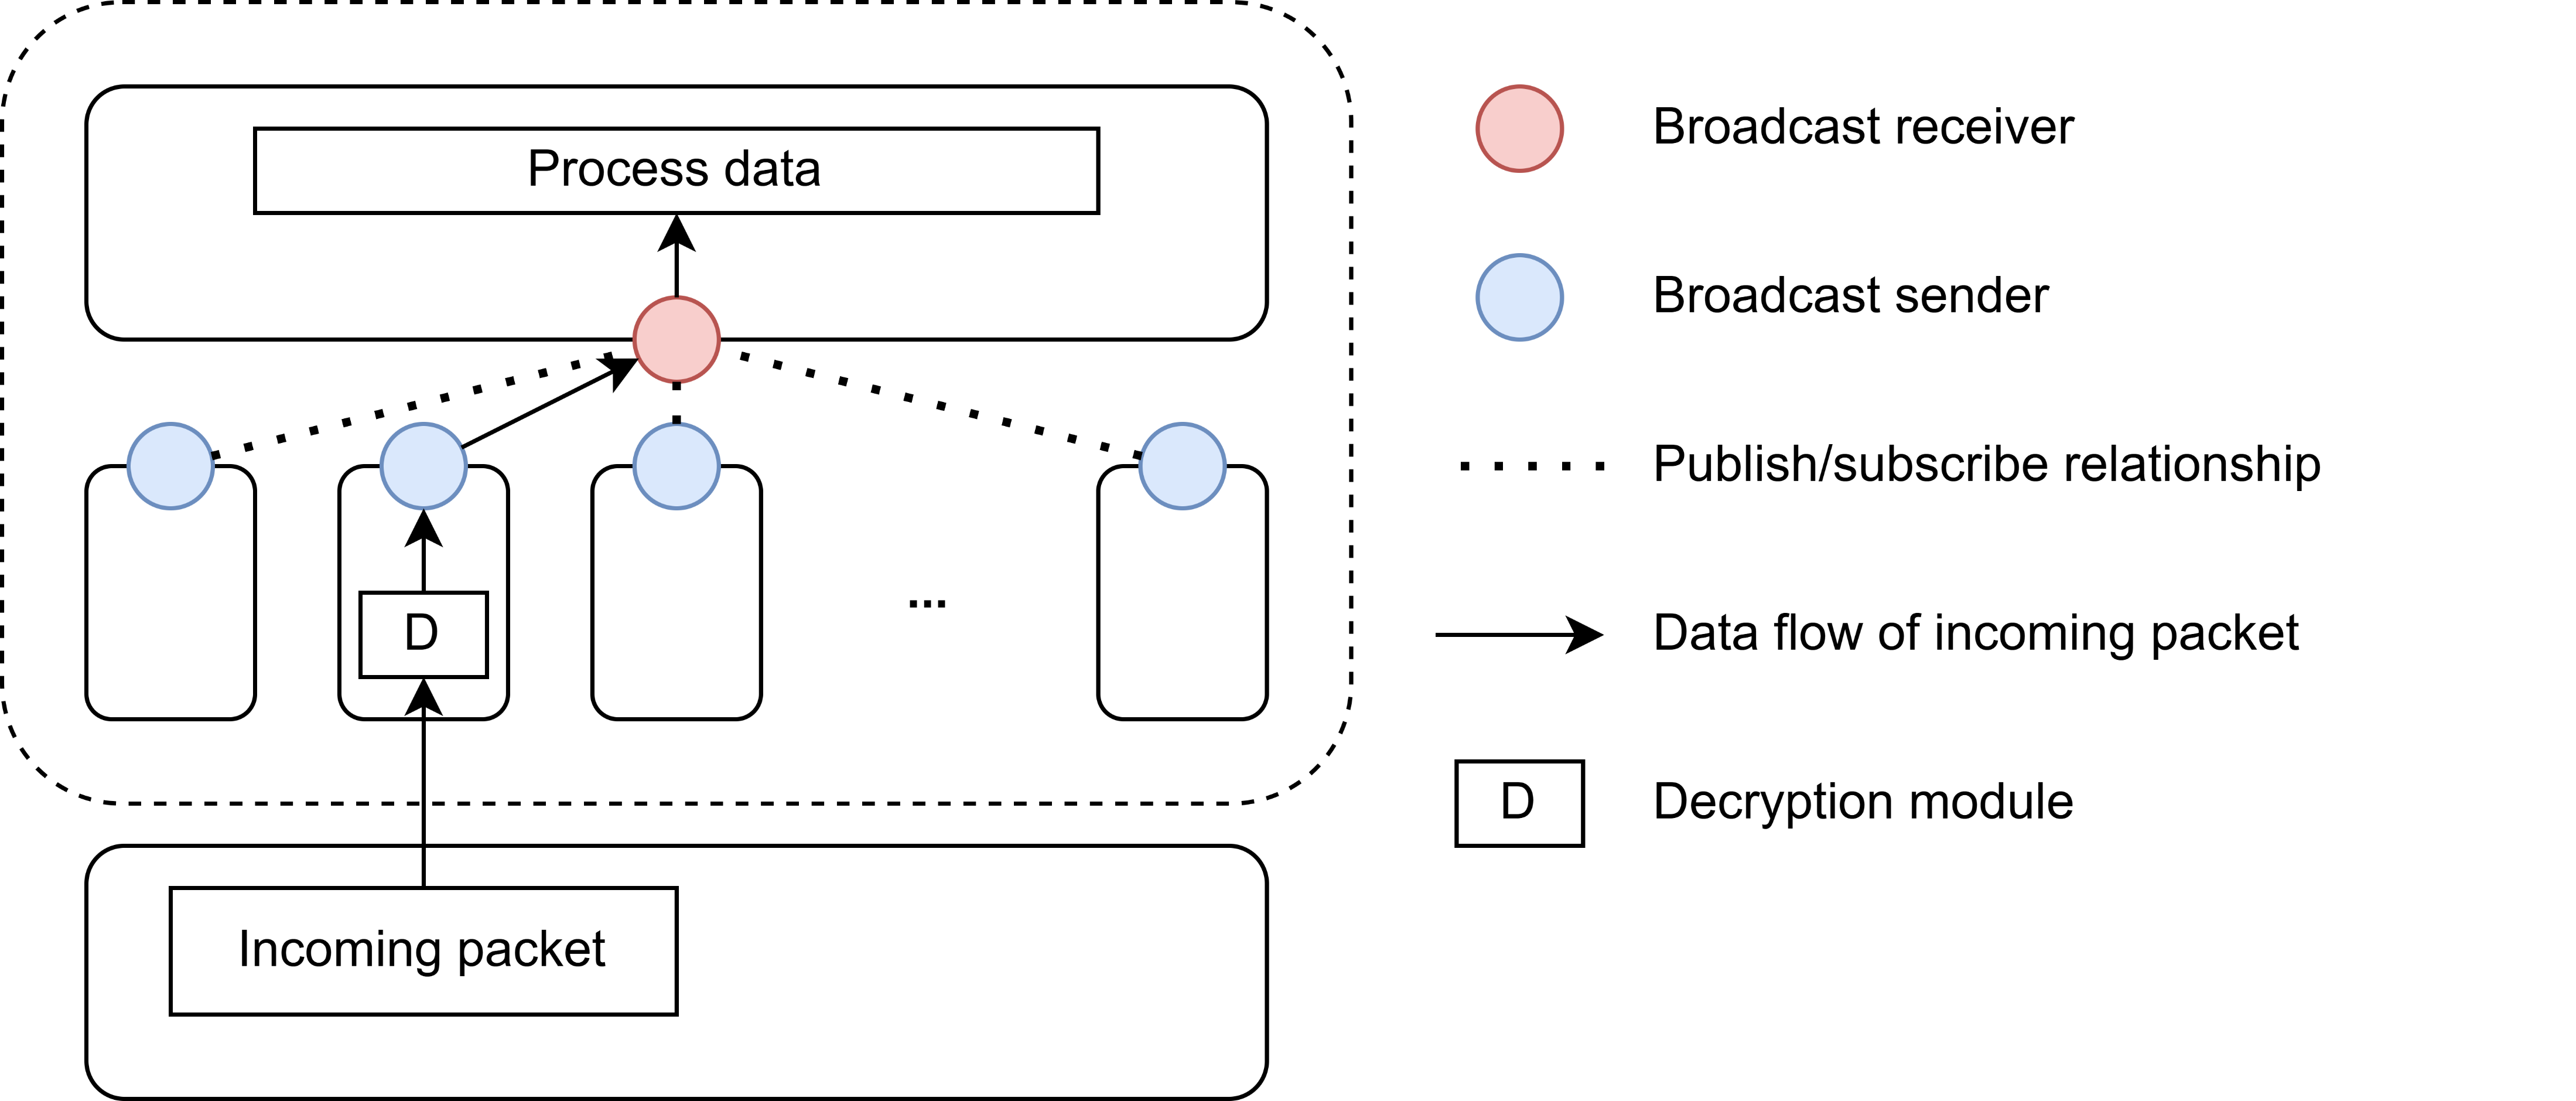 Process data
D
...
Incoming packet
Broadcast receiver
Broadcast sender
Publish/subscribe relationship
Data flow of incoming packet
D
Decryption module